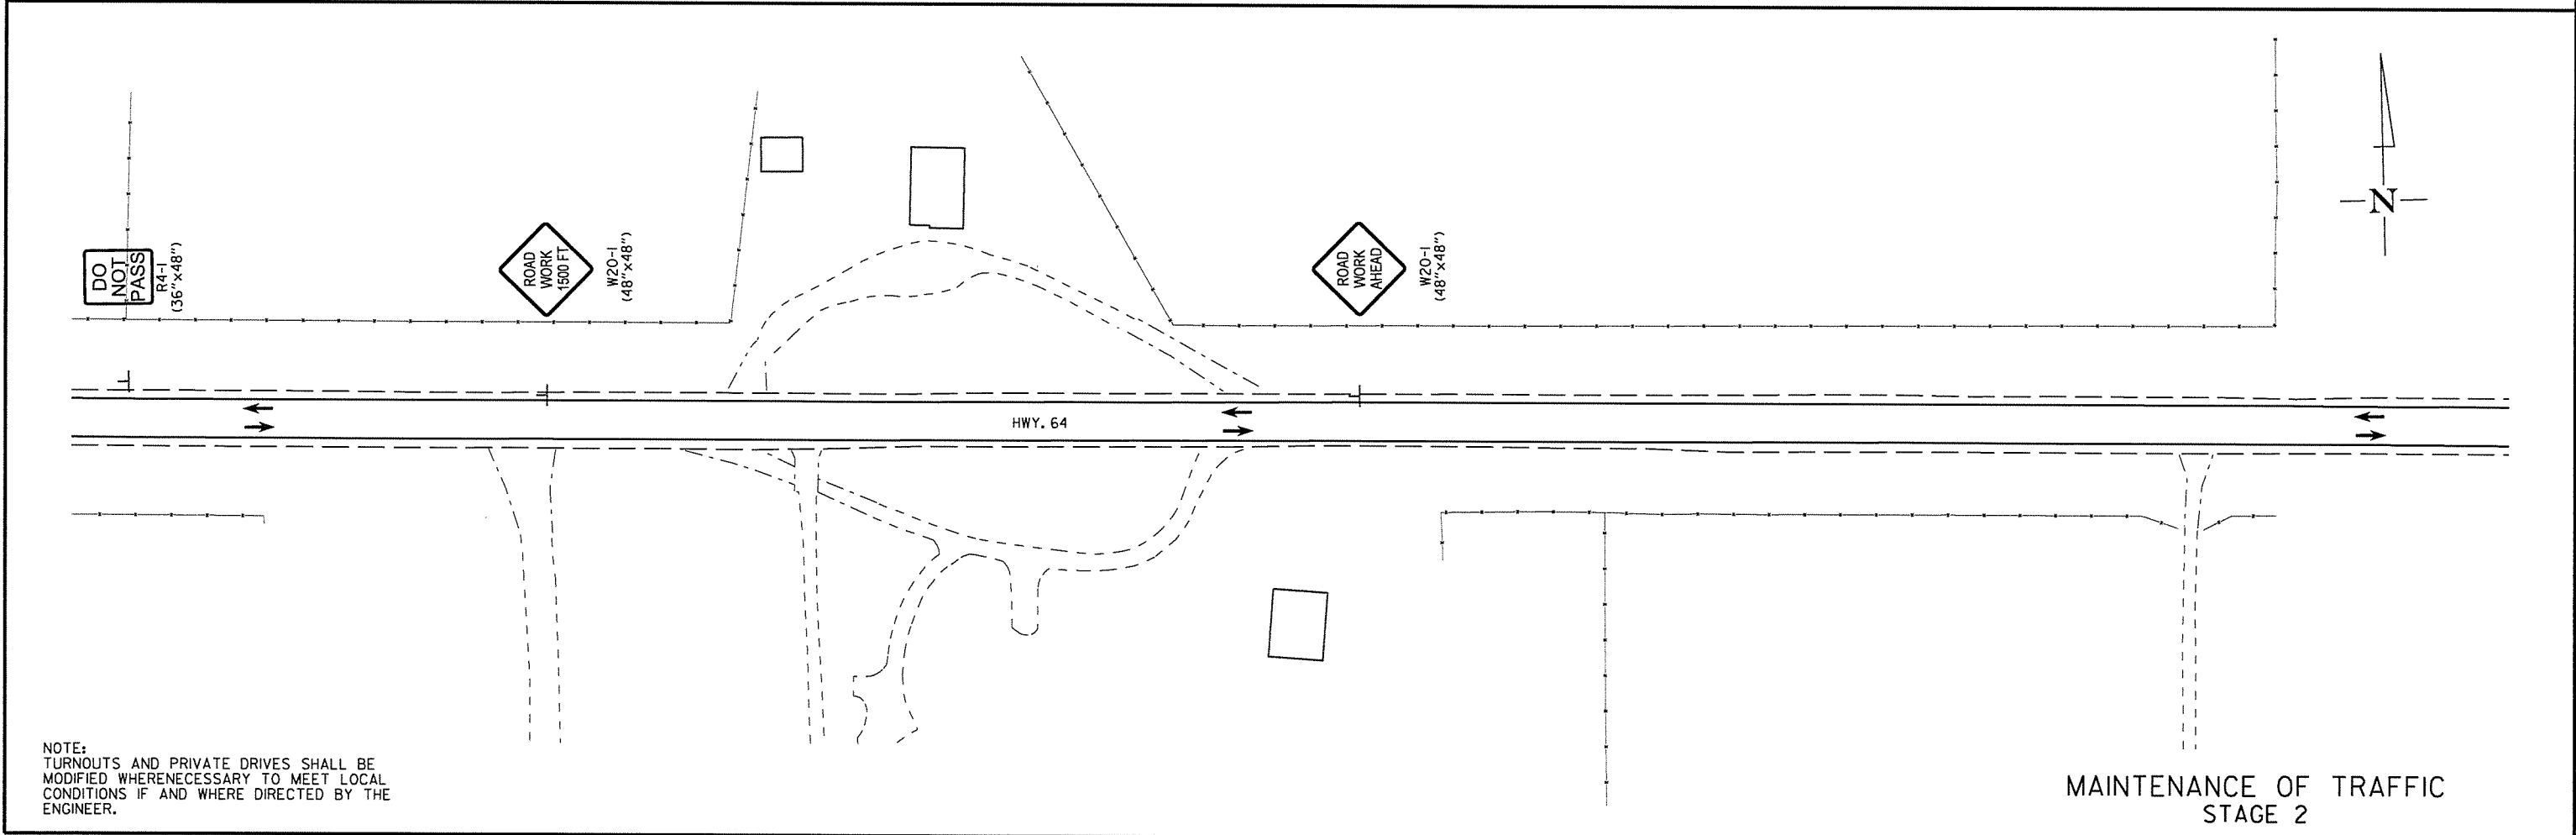 DO
NOT
PASS
R4-1
(36"x48")
ROAD
WORK
1500 FT
W20-1
(48"x48")
ROAD
WORK
AHEAD
W20-1
(48"x48")
N
HWY. 64
NOTE:
TURNOUTS AND PRIVATE DRIVES SHALL BE
MODIFIED WHERENECESSARY TO MEET LOCAL
CONDITIONS IF AND WHERE DIRECTED BY THE
ENGINEER.
MAINTENANCE OF TRAFFIC
STAGE 2